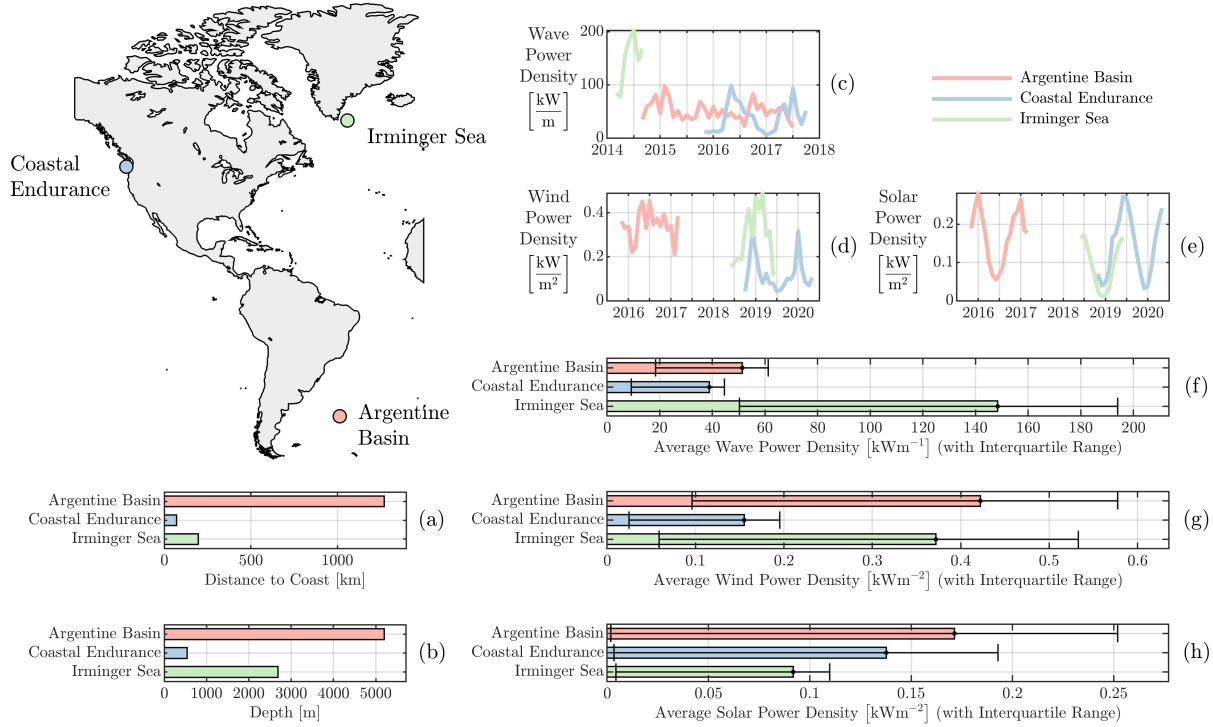 Irminger Sea
Coastal
Endurance
Argentine
Basin
Wave
Power
Density
[kW/m]
200
100
0
2014 2015 2016 2017 2018
(c)
Argentine Basin
Coastal Endurance
Irminger Sea
Wind
Power
Density
[kW/m²]
0.4
0.2
0
2016 2017 2018 2019 2020
(d)
Solar
Power
Density
[kW/m²]
0.2
0.1
0
2016 2017 2018 2019 2020
(e)
Argentine Basin
Coastal Endurance
Irminger Sea
0 20 40 60 80 100 120 140 160 180 200
Average Wave Power Density [kWm⁻¹] (with Interquartile Range)
(f)
Argentine Basin
Coastal Endurance
Irminger Sea
0 500 1000
Distance to Coast [km]
(a)
Argentine Basin
Coastal Endurance
Irminger Sea
0 0.1 0.2 0.3 0.4 0.5 0.6
Average Wind Power Density [kWm⁻²] (with Interquartile Range)
(g)
Argentine Basin
Coastal Endurance
Irminger Sea
0 1000 2000 3000 4000 5000
Depth [m]
(b)
Argentine Basin
Coastal Endurance
Irminger Sea
0 0.05 0.1 0.15 0.2 0.25
Average Solar Power Density [kWm⁻²] (with Interquartile Range)
(h)